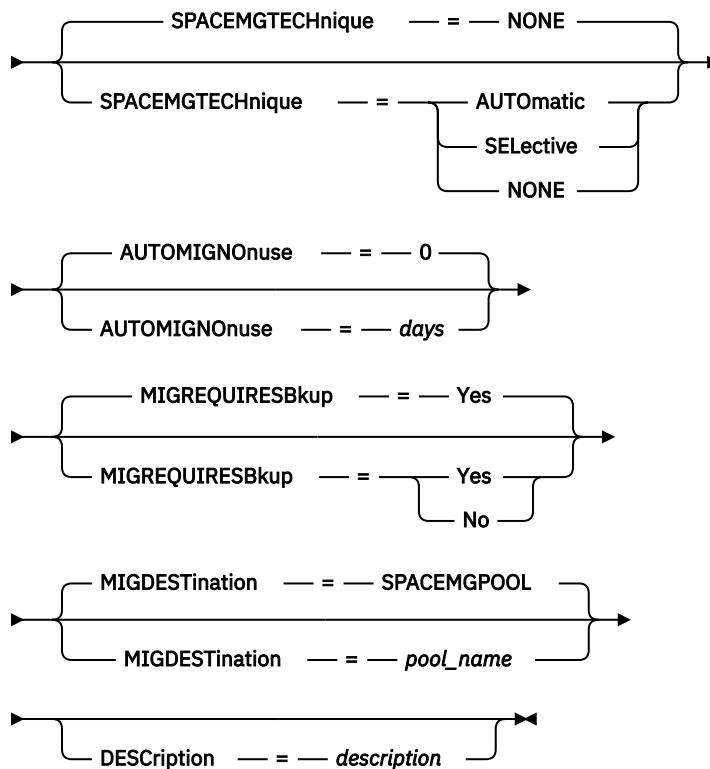 SPACEMGTECHnique = NONE
SPACEMGTECHnique = AUTOmatic
SELective
NONE
AUTOMIGNOnuse = 0
AUTOMIGNOnuse = days
MIGREQUIRESBkup = Yes
MIGREQUIRESBkup = Yes
No
MIGDESTination = SPACEMGPOOL
MIGDESTination = pool_name
DESCription = description